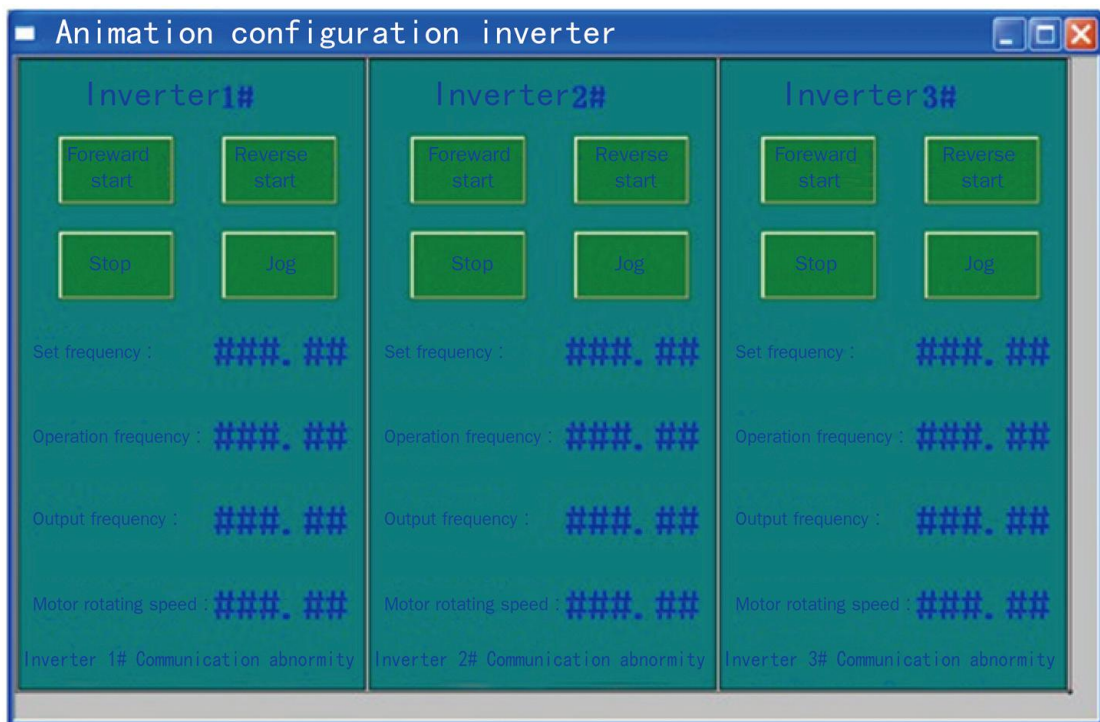 Animation configuration inverter
Inverter1#
Foreward start
Reverse start
Stop
Jog
Set frequency : ###.##
Operation frequency : ###.##
Output frequency : ###.##
Motor rotating speed : ###.##
Inverter 1# Communication abnormity
Inverter2#
Foreward start
Reverse start
Stop
Jog
Set frequency : ###.##
Operation frequency : ###.##
Output frequency : ###.##
Motor rotating speed : ###.##
Inverter 2# Communication abnormity
Inverter3#
Foreward start
Reverse start
Stop
Jog
Set frequency : ###.##
Operation frequency : ###.##
Output frequency : ###.##
Motor rotating speed : ###.##
Inverter 3# Communication abnormity